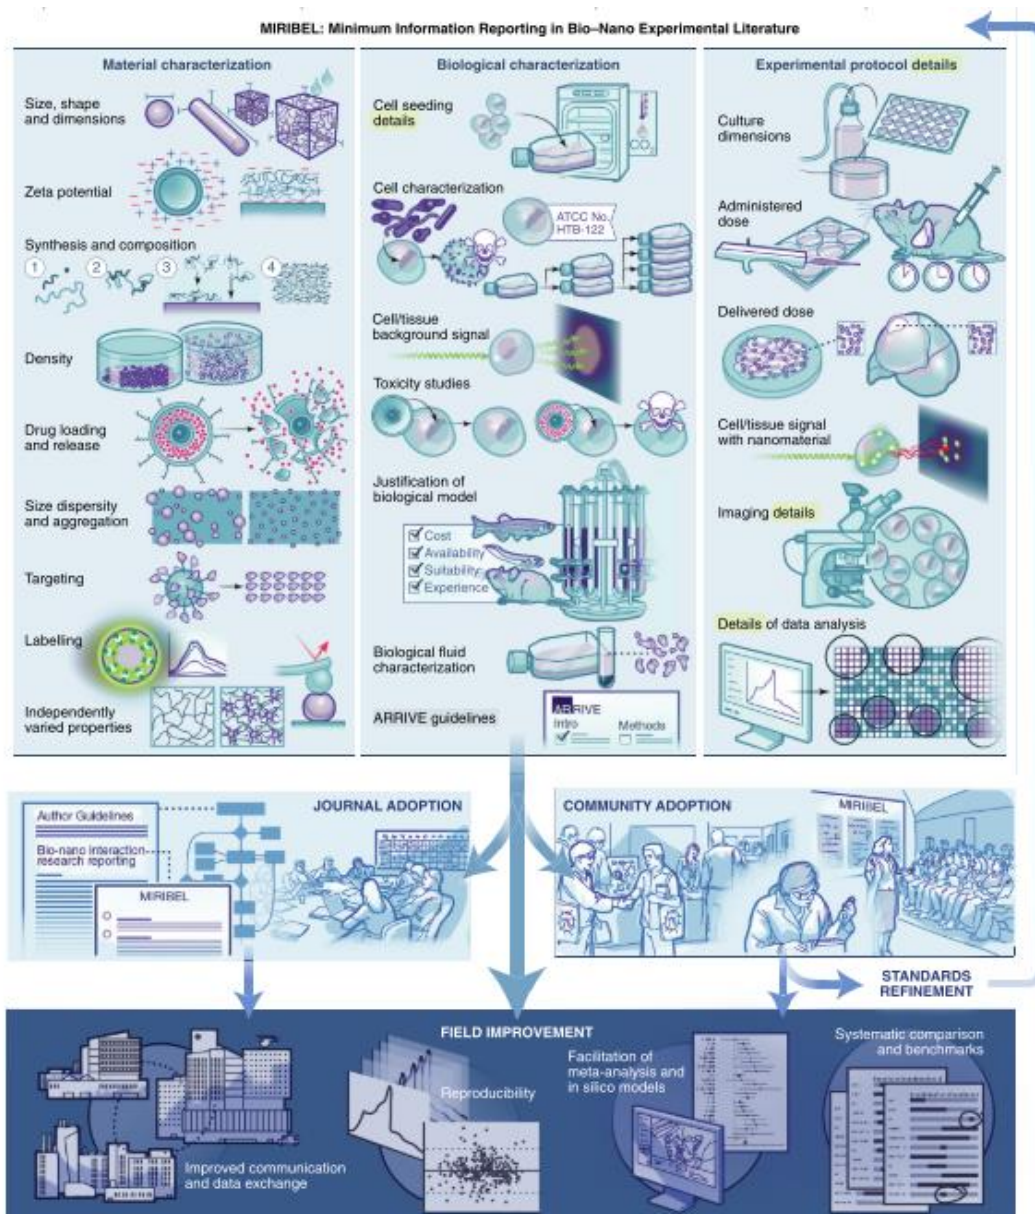 MIRIBEL: Minimum Information Reporting in Bio–Nano Experimental Literature
Material characterization
Size, shape
and dimensions
Zeta potential
Synthesis and composition
1
2
3
4
Density
Drug loading
and release
Size dispersity
and aggregation
Targeting
Labelling
Independently
varied properties
Biological characterization
Cell seeding
details
CO₂
Cell characterization
ATCC No.
HTB-122
Cell/tissue
background signal
Toxicity studies
Justification of
biological model
Cost
Availability
Suitability
Experience
Biological fluid
characterization
ARRIVE guidelines
ARRIVE
Intro
Methods
Experimental protocol details
Culture
dimensions
Administered
dose
Delivered dose
Cell/tissue signal
with nanomaterial
Imaging details
Details of data analysis
JOURNAL ADOPTION
Author Guidelines
Bio-nano interaction
research reporting
MIRIBEL
COMMUNITY ADOPTION
MIRIBEL
STANDARDS
REFINEMENT
FIELD IMPROVEMENT
Improved communication
and data exchange
Reproducibility
Facilitation of
meta-analysis and
in silico models
Systematic comparison
and benchmarks